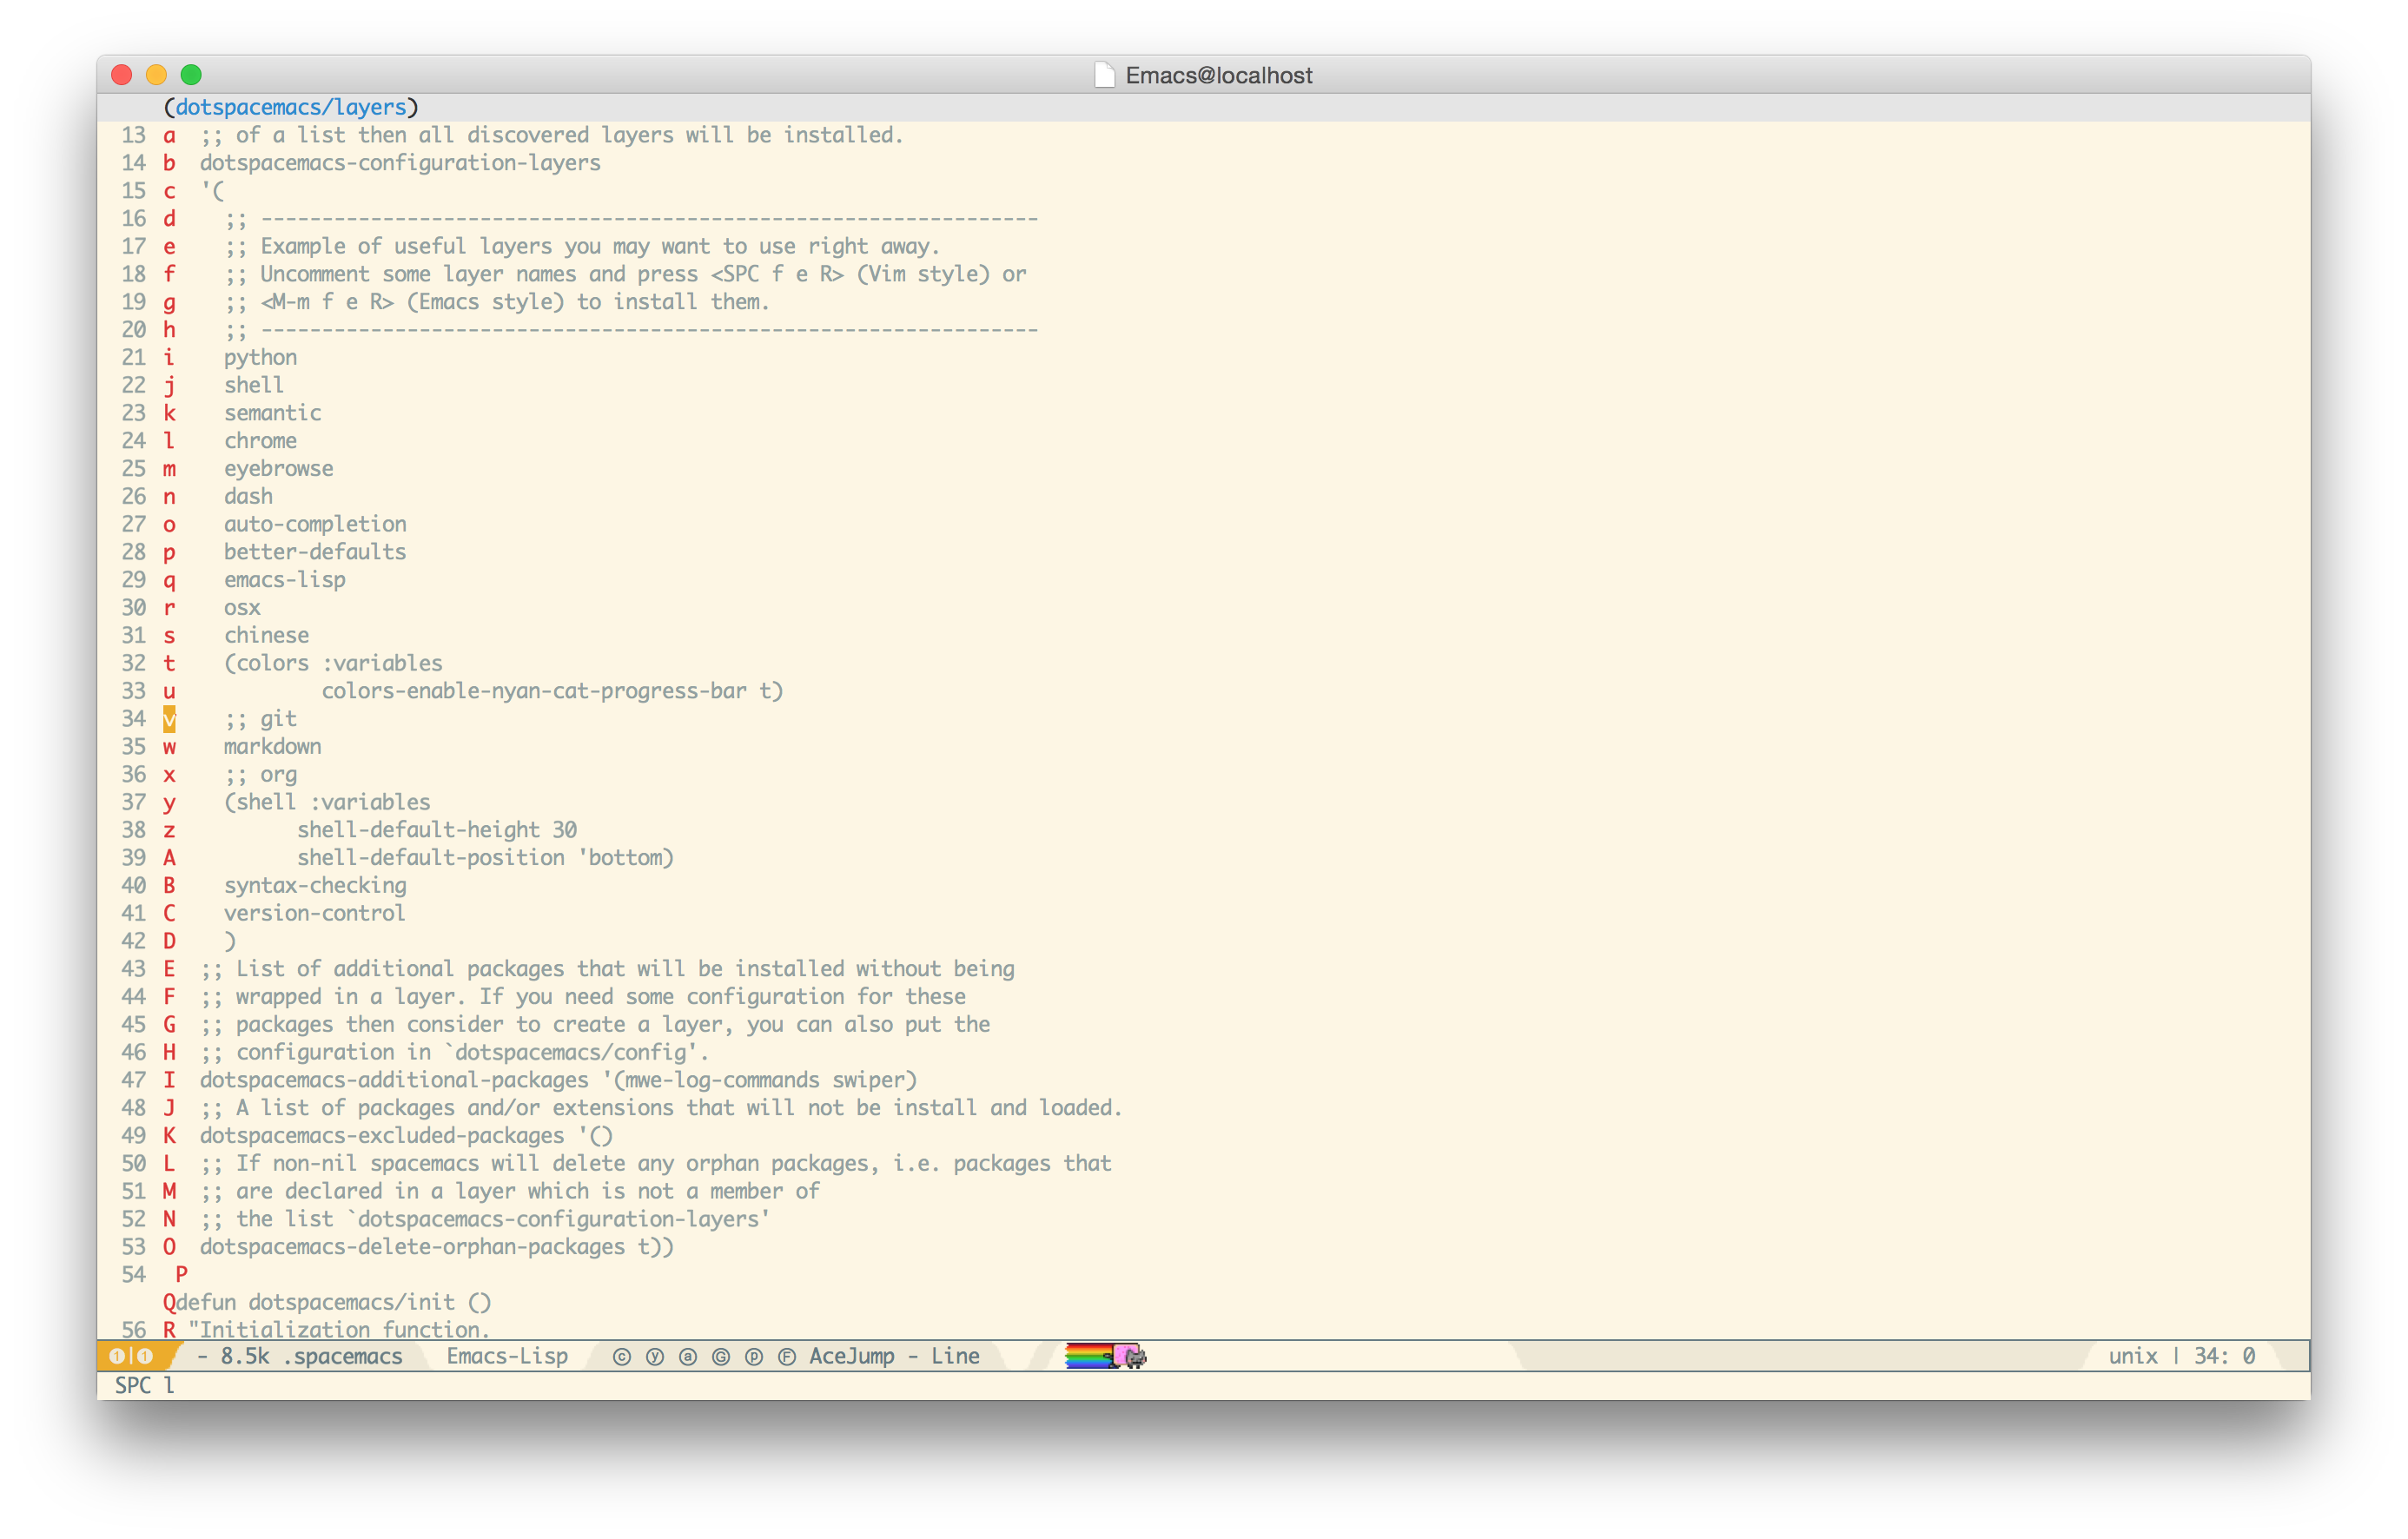 Emacs@localhost
(dotspacemacs/layers)
13 a ;; of a list then all discovered layers will be installed.
14 b dotspacemacs-configuration-layers
15 c '(
16 d ;; ----------------------------------------------------------------
17 e ;; Example of useful layers you may want to use right away.
18 f ;; Uncomment some layer names and press <SPC f e R> (Vim style) or
19 g ;; <M-m f e R> (Emacs style) to install them.
20 h ;; ----------------------------------------------------------------
21 i python
22 j shell
23 k semantic
24 l chrome
25 m eyebrowse
26 n dash
27 o auto-completion
28 p better-defaults
29 q emacs-lisp
30 r osx
31 s chinese
32 t (colors :variables
33 u colors-enable-nyan-cat-progress-bar t)
34 v ;; git
35 w markdown
36 x ;; org
37 y (shell :variables
38 z shell-default-height 30
39 A shell-default-position 'bottom)
40 B syntax-checking
41 C version-control
42 D )
43 E ;; List of additional packages that will be installed without being
44 F ;; wrapped in a layer. If you need some configuration for these
45 G ;; packages then consider to create a layer, you can also put the
46 H ;; configuration in `dotspacemacs/config'.
47 I dotspacemacs-additional-packages '(mwe-log-commands swiper)
48 J ;; A list of packages and/or extensions that will not be install and loaded.
49 K dotspacemacs-excluded-packages '()
50 L ;; If non-nil spacemacs will delete any orphan packages, i.e. packages that
51 M ;; are declared in a layer which is not a member of
52 N ;; the list `dotspacemacs-configuration-layers'
53 O dotspacemacs-delete-orphan-packages t))
54 P
Qdefun dotspacemacs/init ()
56 R "Initialization function.
❶|❶ - 8.5k .spacemacs Emacs-Lisp ⓒ ⓨ ⓐ Ⓖ ⓟ Ⓕ AceJump - Line unix | 34: 0
SPC l